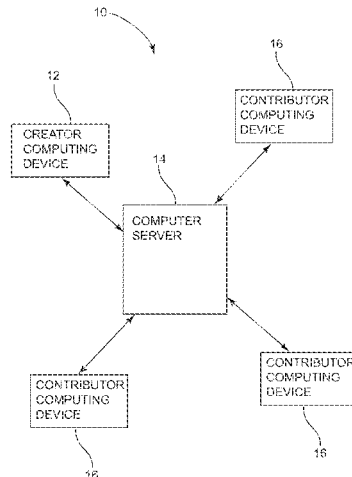 10
16
12
CONTRIBUTOR
COMPUTING
DEVICE
CREATOR
COMPUTING
DEVICE
14
COMPUTER
SERVER
CONTRIBUTOR
COMPUTING
DEVICE
CONTRIBUTOR
COMPUTING
DEVICE
16
16